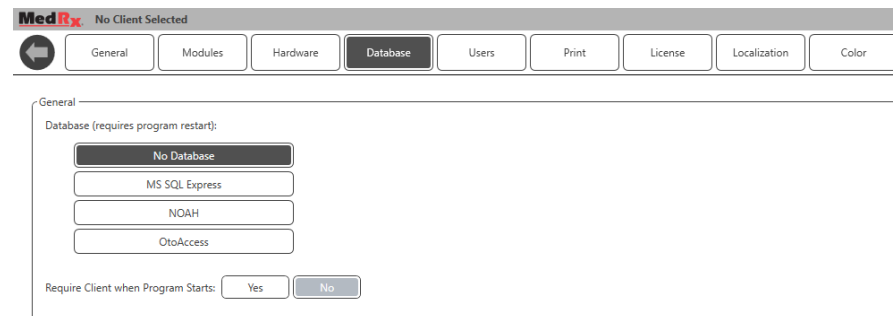 MedRx No Client Selected
General Modules Hardware Database Users Print License Localization Color
General
Database (requires program restart):
No Database
MS SQL Express
NOAH
OtoAccess
Require Client when Program Starts: Yes No